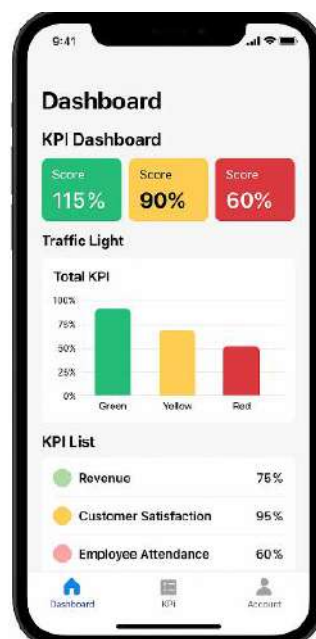 9:41
Dashboard
KPI Dashboard
Score Score Score
115% 90% 60%
Traffic Light
Total KPI
100%
75%
50%
25%
0%
Green Yellow Red
KPI List
Revenue 75%
Customer Satisfaction 95%
Employee Attendance 60%
Dashboard KPI Account